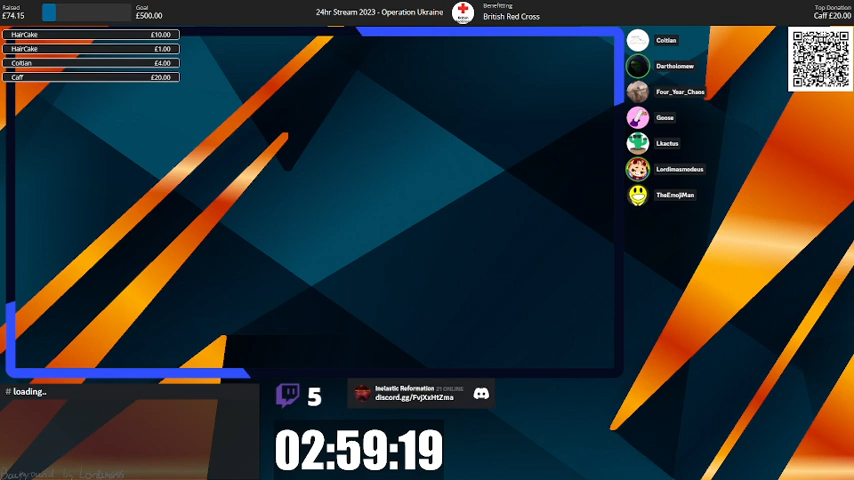 Raised
£74.15
Goal
£500.00
24hr Stream 2023 - Operation Ukraine
Benefitting
British Red Cross
Top Donation
Caff £20.00
HairCake £10.00
HairCake £1.00
Coltian £4.00
Caff £20.00
Coltian
Dartholomew
Four_Year_Chaos
Goose
Lkactus
Lordimasmodeus
TheEmojiMan
# loading..
5
Inelastic Reformation 21 ONLINE
discord.gg/FvjXxHtZma
02:59:19
Background by